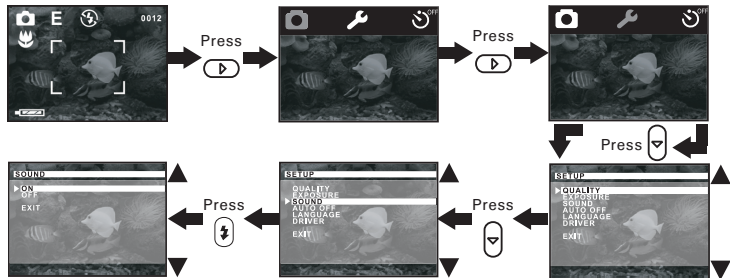 E
0012
Press
OFF
Press
OFF
Press
SOUND
ON
OFF
EXIT
Press
SETUP
QUALITY
EXPOSURE
SOUND
AUTO OFF
LANGUAGE
DRIVER
EXIT
Press
SETUP
QUALITY
EXPOSURE
SOUND
AUTO OFF
LANGUAGE
DRIVER
EXIT